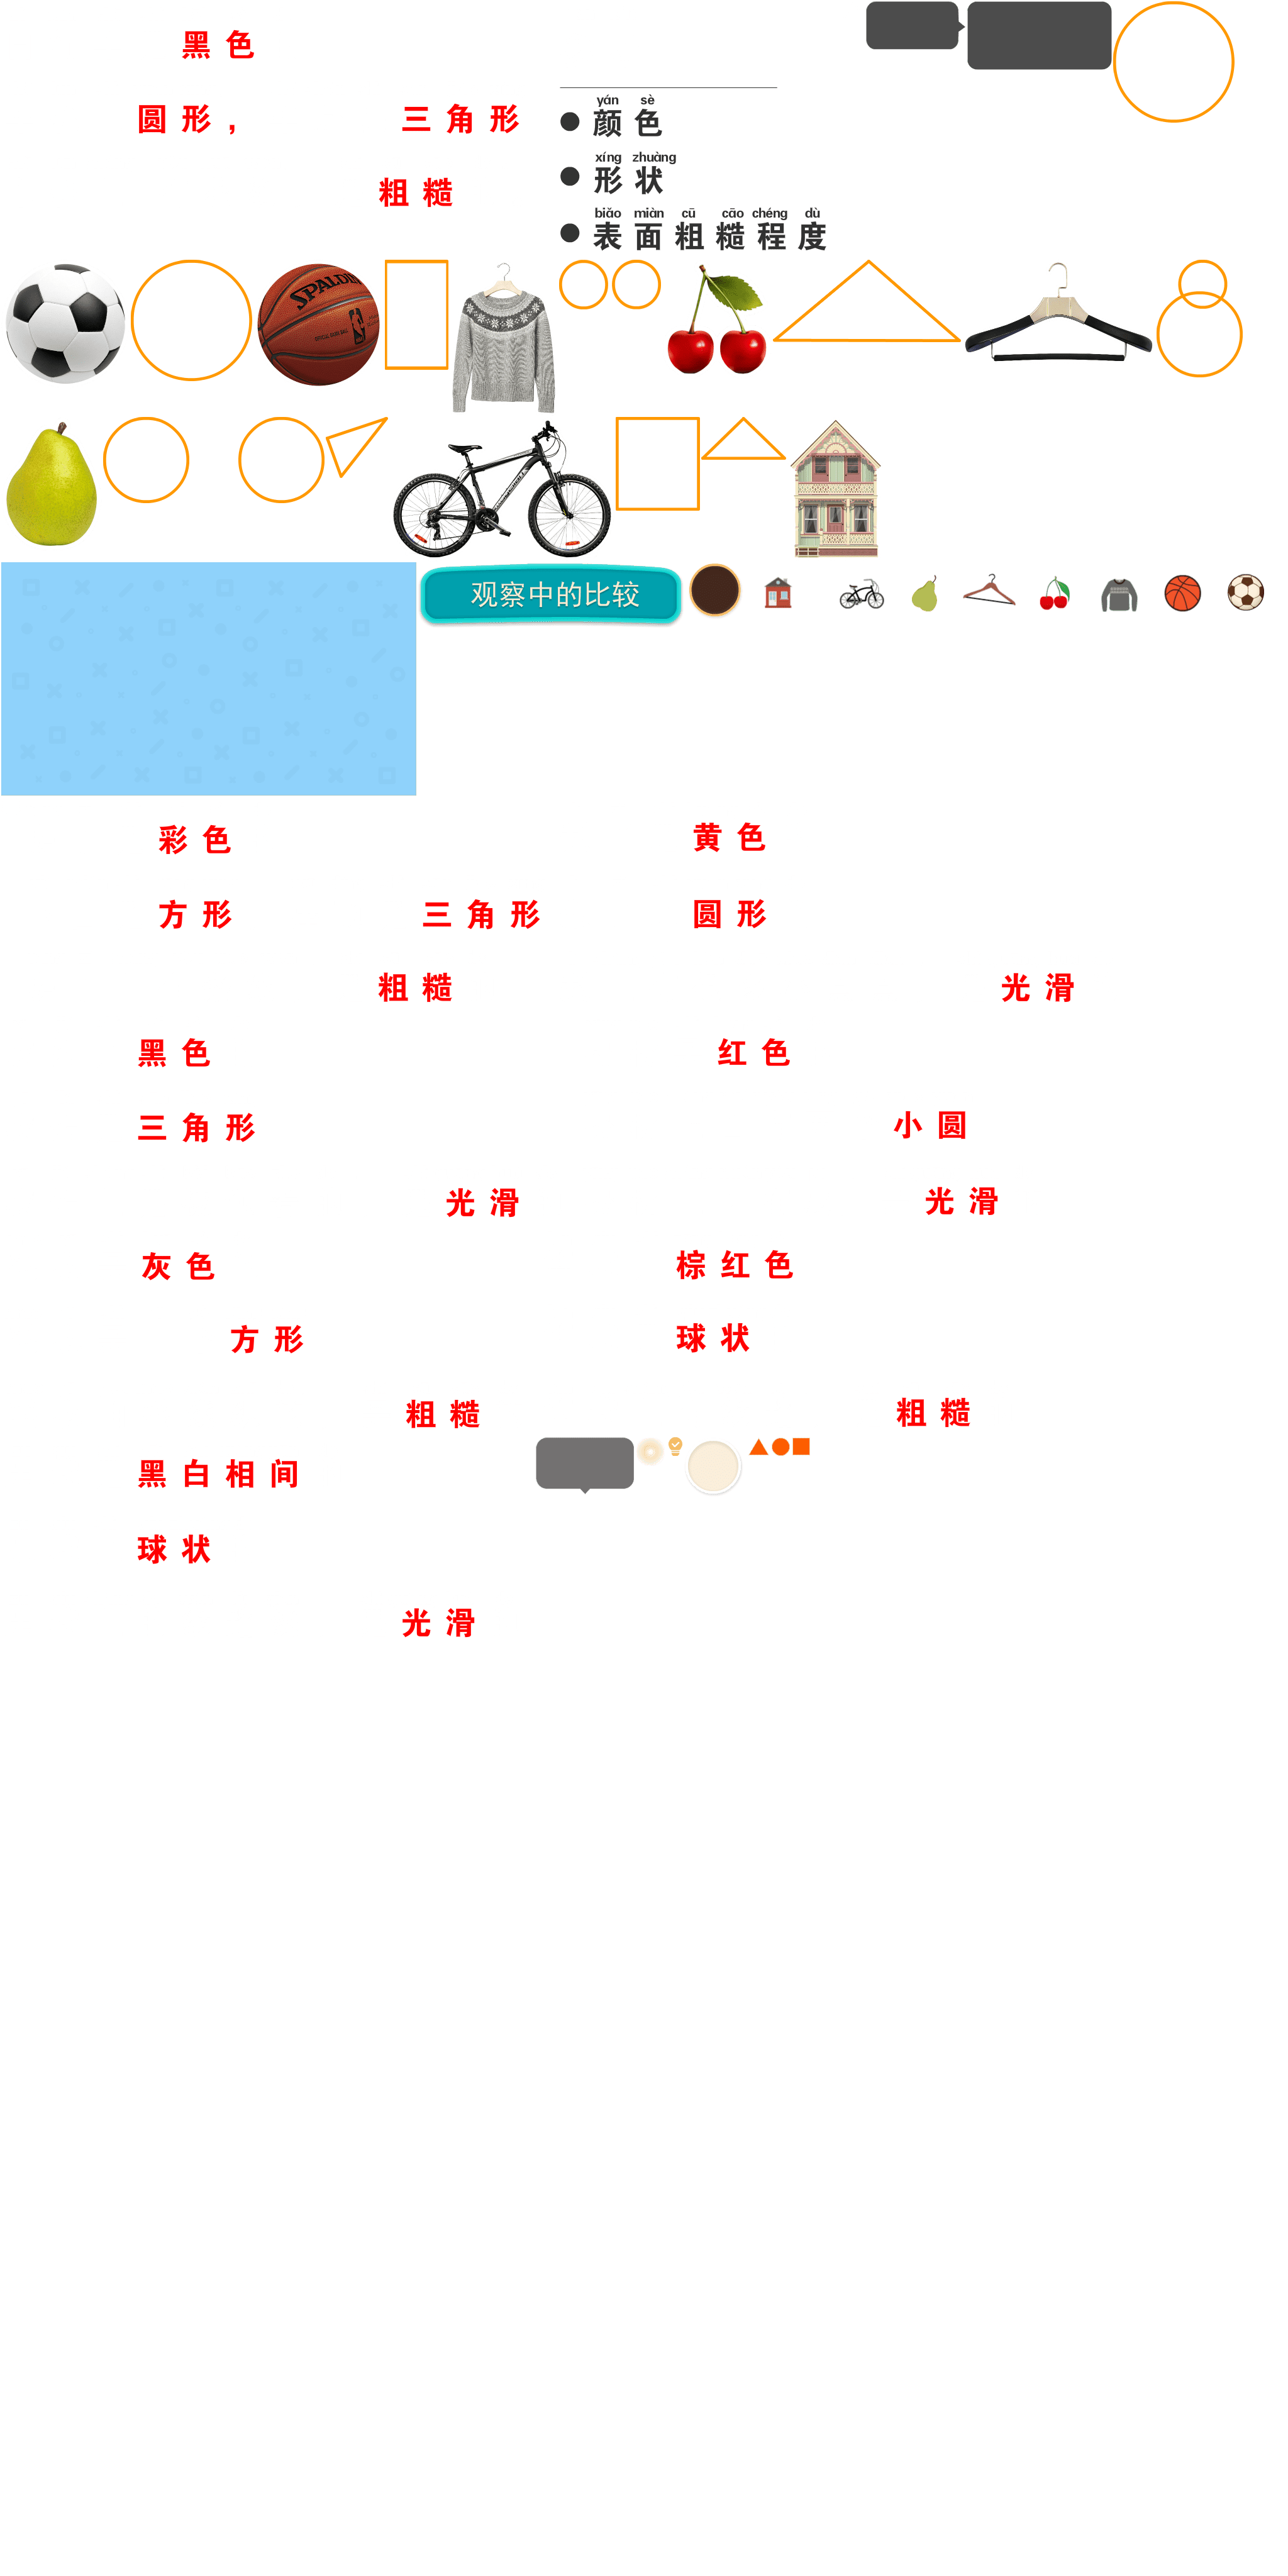 黑色
圆形, 三角形
粗糙
yán sè
颜色
xíng zhuàng
形状
biǎo miàn cū cāo chéng dù
表面粗糙程度
SPALDING
观察中的比较
彩色 黄色
方形 三角形 圆形
粗糙 光滑
黑色 红色
三角形 小圆
光滑 光滑
灰色 棕红色
方形 球状
粗糙 粗糙
黑白相间
球状
光滑